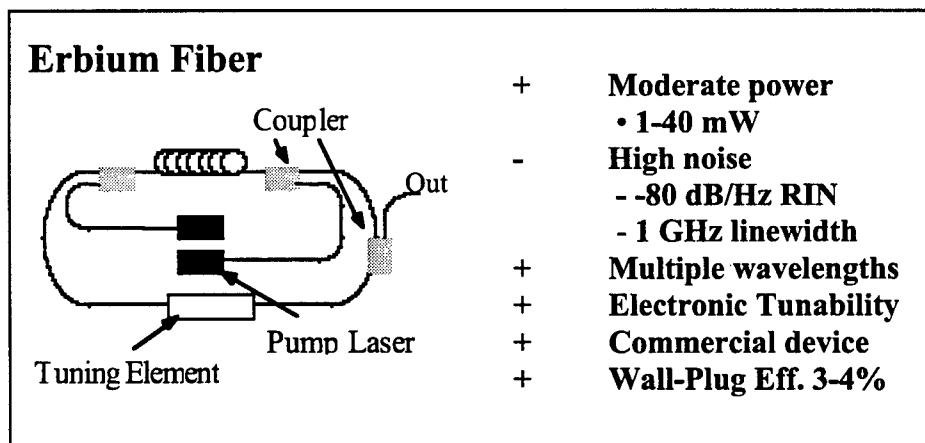 Erbium Fiber
Coupler
Out
Pump Laser
Tuning Element
+ Moderate power
• 1-40 mW
- High noise
- -80 dB/Hz RIN
- 1 GHz linewidth
+ Multiple wavelengths
+ Electronic Tunability
+ Commercial device
+ Wall-Plug Eff. 3-4%